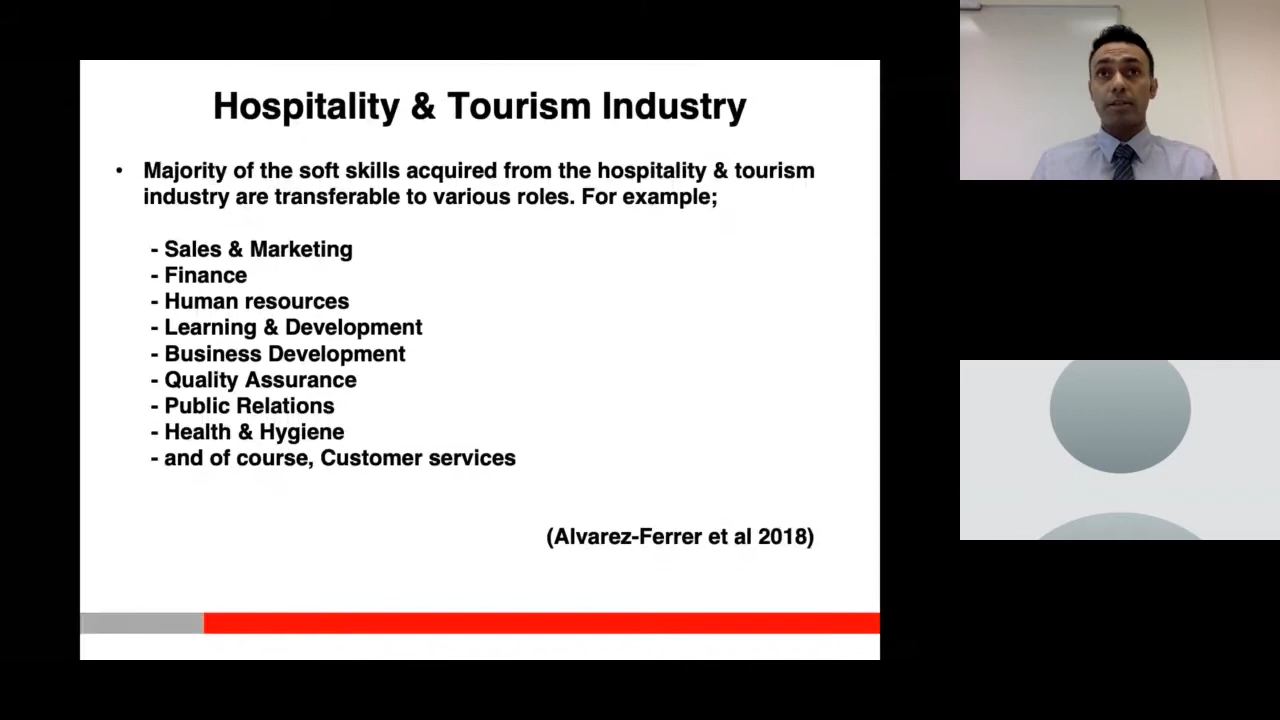 Hospitality & Tourism Industry
• Majority of the soft skills acquired from the hospitality & tourism
industry are transferable to various roles. For example;
- Sales & Marketing
- Finance
- Human resources
- Learning & Development
- Business Development
- Quality Assurance
- Public Relations
- Health & Hygiene
- and of course, Customer services
(Alvarez-Ferrer et al 2018)